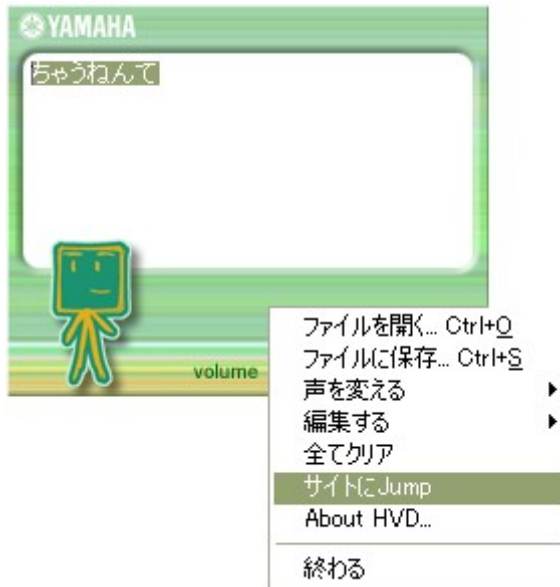 YAMAHA
ちゃうねんて
volume
ファイルを開く... Ctrl+O
ファイルに保存... Ctrl+S
声を変える
編集する
全てクリア
サイトにJump
About HVD...
終わる